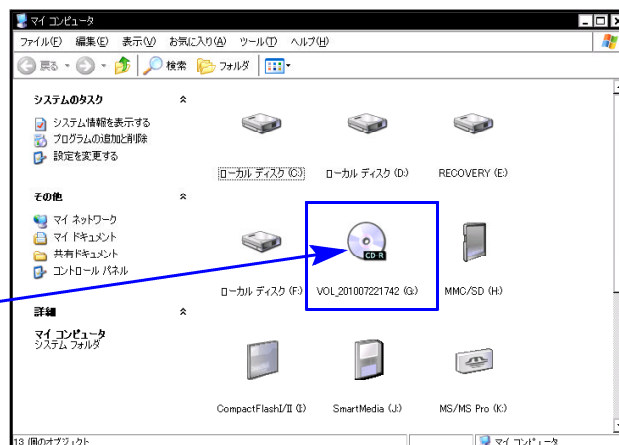 マイ コンピュータ
ファイル(F) 編集(E) 表示(V) お気に入り(A) ツール(T) ヘルプ(H)
戻る 検索 フォルダ
システムのタスク
システム情報を表示する
プログラムの追加と削除
設定を変更する
その他
マイ ネットワーク
マイ ドキュメント
共有ドキュメント
コントロール パネル
詳細
マイ コンピュータ
システム フォルダ
ローカル ディスク (C:) ローカル ディスク (D:) RECOVERY (E:)
CD-R
ローカル ディスク (F:) VOL_201007221742 (G:) MMC/SD (H:)
CompactFlashI/II (I:) SmartMedia (J:) MS/MS Pro (K:)
13 個のオブジェクト マイ コンピュータ